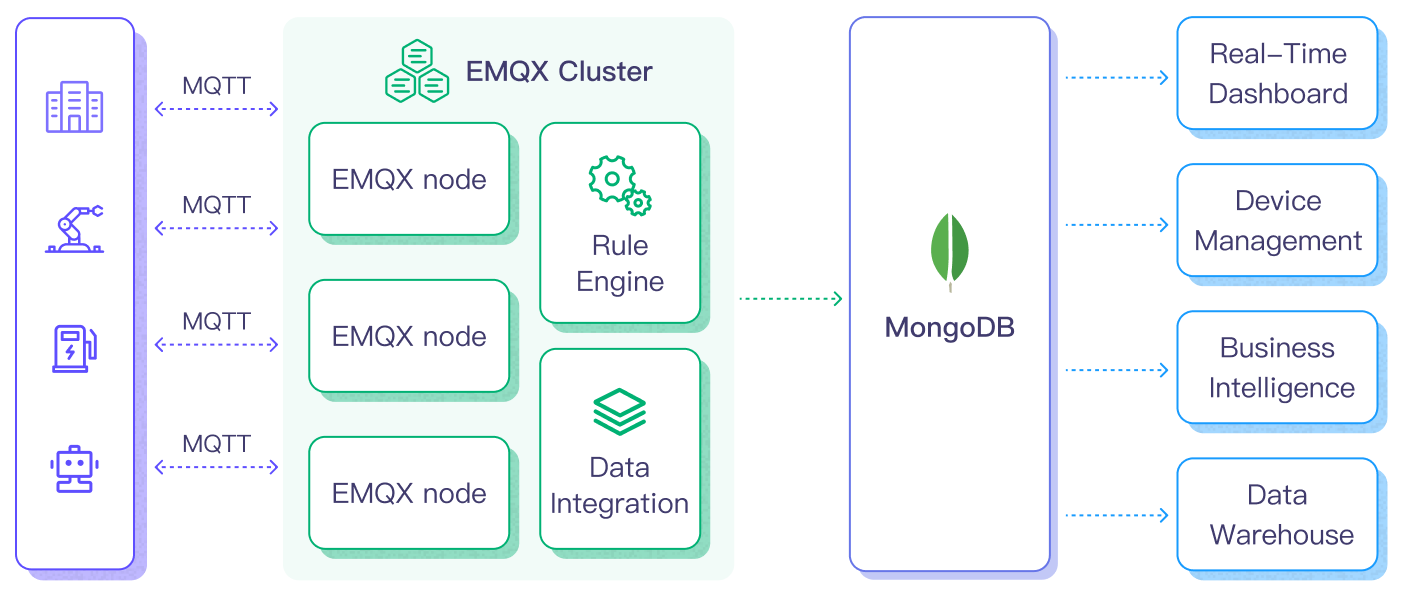 MQTT
MQTT
MQTT
MQTT
EMQX Cluster
EMQX node
EMQX node
EMQX node
Rule
Engine
Data
Integration
MongoDB
Real-Time
Dashboard
Device
Management
Business
Intelligence
Data
Warehouse